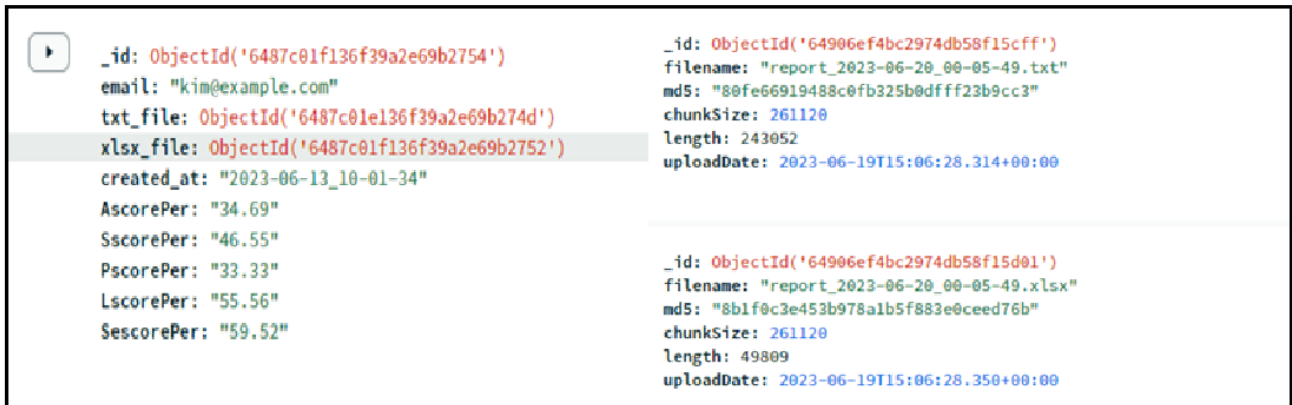 _id: ObjectId('6487c01f136f39a2e69b2754')
email: "kim@example.com"
txt_file: ObjectId('6487c01e136f39a2e69b274d')
xlsx_file: ObjectId('6487c01f136f39a2e69b2752')
created_at: "2023-06-13_10-01-34"
AscorePer: "34.69"
SscorePer: "46.55"
PscorePer: "33.33"
LscorePer: "55.56"
SescorePer: "59.52"
_id: ObjectId('64906ef4bc2974db58f15cff')
filename: "report_2023-06-20_00-05-49.txt"
md5: "80fe66919488c0fb325b0dfff23b9cc3"
chunkSize: 261120
length: 243052
uploadDate: 2023-06-19T15:06:28.314+00:00
_id: ObjectId('64906ef4bc2974db58f15d01')
filename: "report_2023-06-20_00-05-49.xlsx"
md5: "8b1f0c3e453b978a1b5f883e0ceed76b"
chunkSize: 261120
length: 49809
uploadDate: 2023-06-19T15:06:28.350+00:00